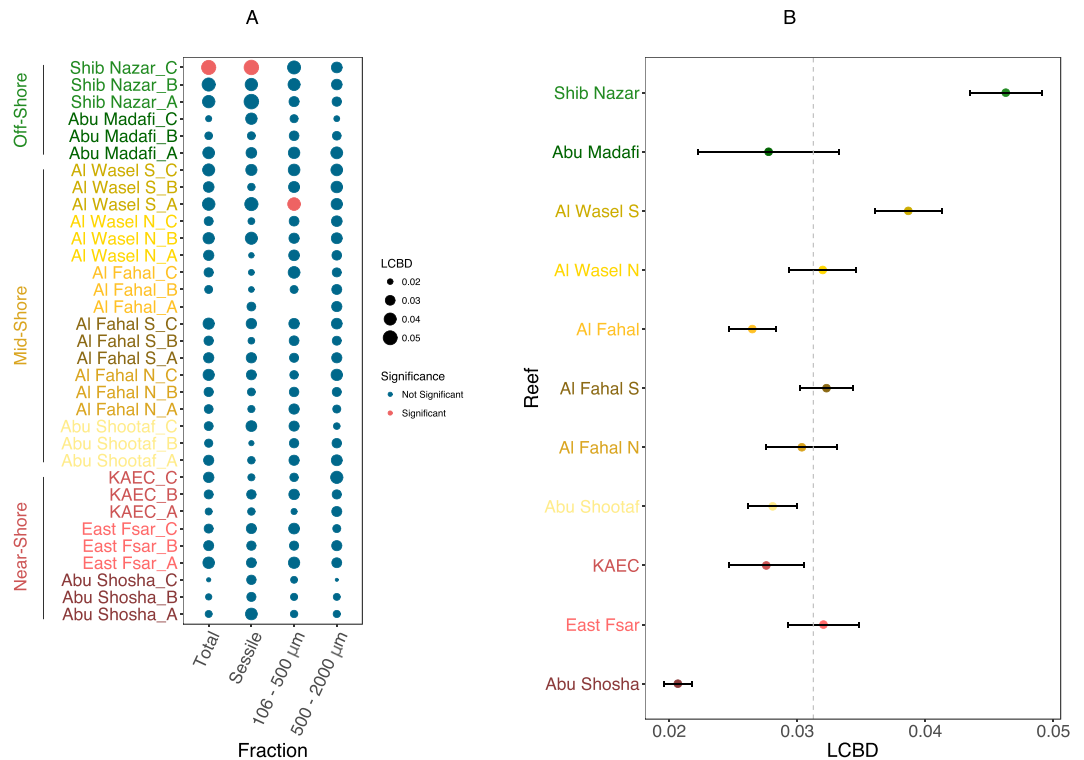 A
Off-Shore
Mid-Shore
Near-Shore
Shib Nazar_C
Shib Nazar_B
Shib Nazar_A
Abu Madafi_C
Abu Madafi_B
Abu Madafi_A
Al Wasel S_C
Al Wasel S_B
Al Wasel S_A
Al Wasel N_C
Al Wasel N_B
Al Wasel N_A
Al Fahal_C
Al Fahal_B
Al Fahal_A
Al Fahal S_C
Al Fahal S_B
Al Fahal S_A
Al Fahal N_C
Al Fahal N_B
Al Fahal N_A
Abu Shootaf_C
Abu Shootaf_B
Abu Shootaf_A
KAEC_C
KAEC_B
KAEC_A
East Fsar_C
East Fsar_B
East Fsar_A
Abu Shosha_C
Abu Shosha_B
Abu Shosha_A
Total
Sessile
106 - 500 µm
500 - 2000 µm
Fraction
LCBD
0.02
0.03
0.04
0.05
Significance
Not Significant
Significant
B
Reef
Shib Nazar
Abu Madafi
Al Wasel S
Al Wasel N
Al Fahal
Al Fahal S
Al Fahal N
Abu Shootaf
KAEC
East Fsar
Abu Shosha
0.02
0.03
0.04
0.05
LCBD